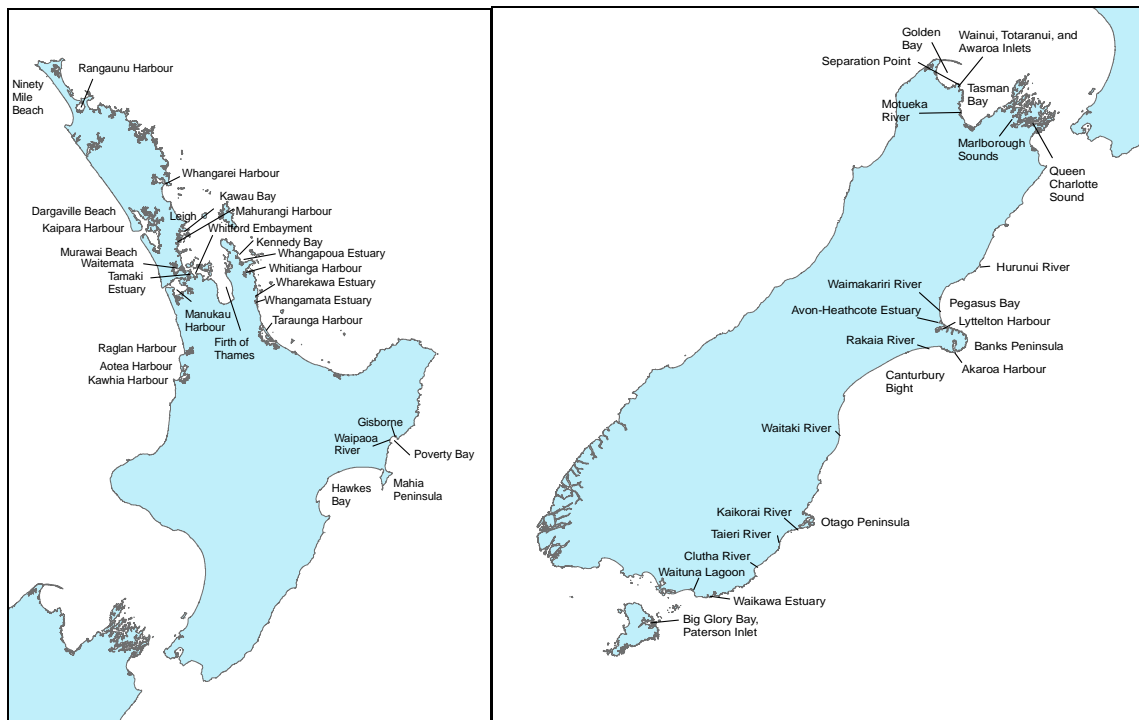 Rangaunu Harbour
Ninety
Mile
Beach
Whangarei Harbour
Kawau Bay
Leigh
Mahurangi Harbour
Dargaville Beach
Kaipara Harbour
Whitford Embayment
Kennedy Bay
Murawai Beach
Whangapoua Estuary
Waitemata
Whitianga Harbour
Tamaki
Estuary
Wharekawa Estuary
Whangamata Estuary
Manukau
Harbour
Taraunga Harbour
Firth of
Thames
Raglan Harbour
Aotea Harbour
Kawhia Harbour
Gisborne
Waipaoa
River
Poverty Bay
Mahia
Peninsula
Hawkes
Bay
Golden
Bay
Wainui, Totaranui, and
Awaroa Inlets
Separation Point
Tasman
Bay
Motueka
River
Marlborough
Sounds
Queen
Charlotte
Sound
Hurunui River
Waimakariri River
Pegasus Bay
Avon-Heathcote Estuary
Lyttelton Harbour
Rakaia River
Banks Peninsula
Akaroa Harbour
Canturbury
Bight
Waitaki River
Kaikorai River
Otago Peninsula
Taieri River
Clutha River
Waituna Lagoon
Waikawa Estuary
Big Glory Bay,
Paterson Inlet